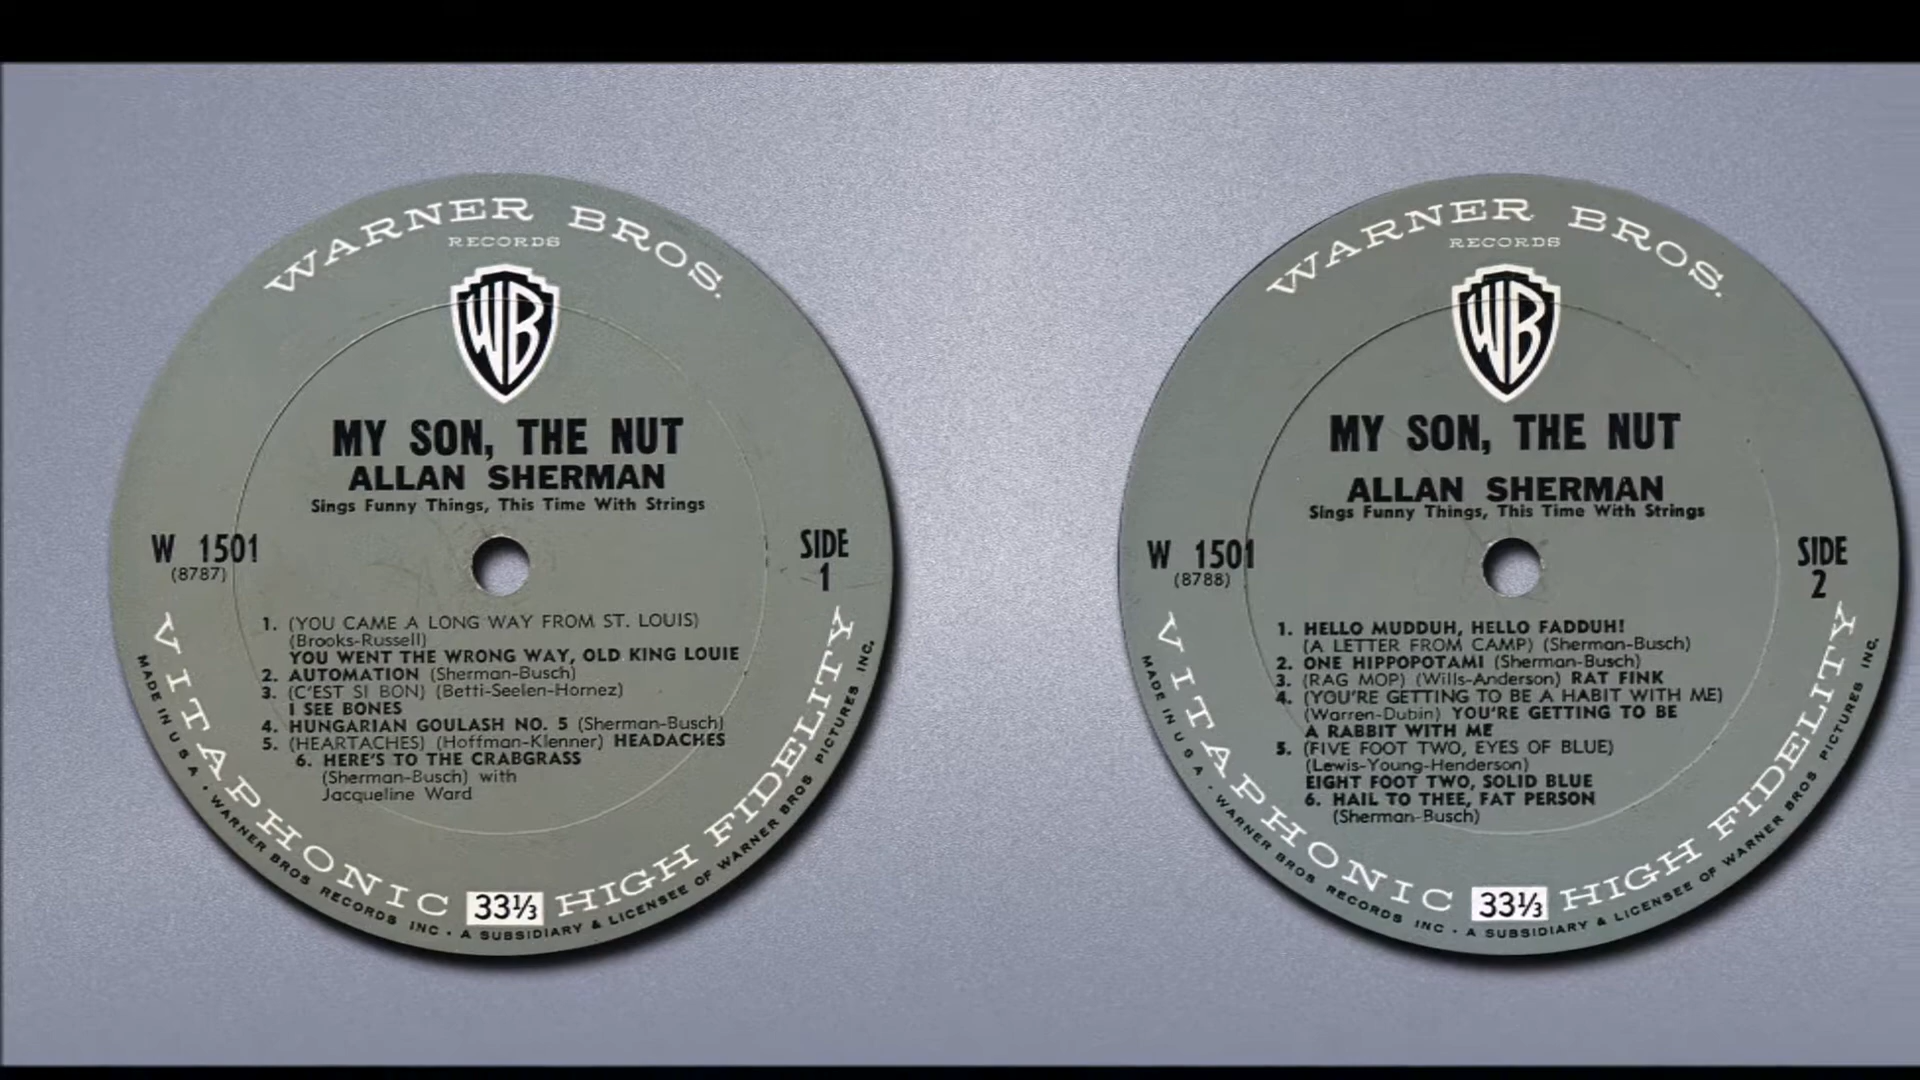 WARNER BROS.
RECORDS
WB
MY SON, THE NUT
ALLAN SHERMAN
Sings Funny Things, This Time With Strings
W 1501
(8787)
SIDE
1
1. (YOU CAME A LONG WAY FROM ST. LOUIS)
(Brooks-Russell)
YOU WENT THE WRONG WAY, OLD KING LOUIE
2. AUTOMATION (Sherman-Busch)
3. (C'EST SI BON) (Betti-Seelen-Hornez)
I SEE BONES
4. HUNGARIAN GOULASH NO. 5 (Sherman-Busch)
5. (HEARTACHES) (Hoffman-Klenner) HEADACHES
6. HERE'S TO THE CRABGRASS
(Sherman-Busch) with
Jacqueline Ward
VITAPHONIC 33⅓ HIGH FIDELITY
MADE IN U.S.A. • WARNER BROS RECORDS INC • A SUBSIDIARY & LICENSEE OF WARNER BROS PICTURES INC.
WARNER BROS.
RECORDS
WB
MY SON, THE NUT
ALLAN SHERMAN
Sings Funny Things, This Time With Strings
W 1501
(8788)
SIDE
2
1. HELLO MUDDUH, HELLO FADDUH!
(A LETTER FROM CAMP) (Sherman-Busch)
2. ONE HIPPOPOTAMI (Sherman-Busch)
3. (RAG MOP) (Wills-Anderson) RAT FINK
4. (YOU'RE GETTING TO BE A HABIT WITH ME)
(Warren-Dubin) YOU'RE GETTING TO BE
A RABBIT WITH ME
5. (FIVE FOOT TWO, EYES OF BLUE)
(Lewis-Young-Henderson)
EIGHT FOOT TWO, SOLID BLUE
6. HAIL TO THEE, FAT PERSON
(Sherman-Busch)
VITAPHONIC 33⅓ HIGH FIDELITY
MADE IN U.S.A. • WARNER BROS RECORDS INC • A SUBSIDIARY & LICENSEE OF WARNER BROS PICTURES INC.